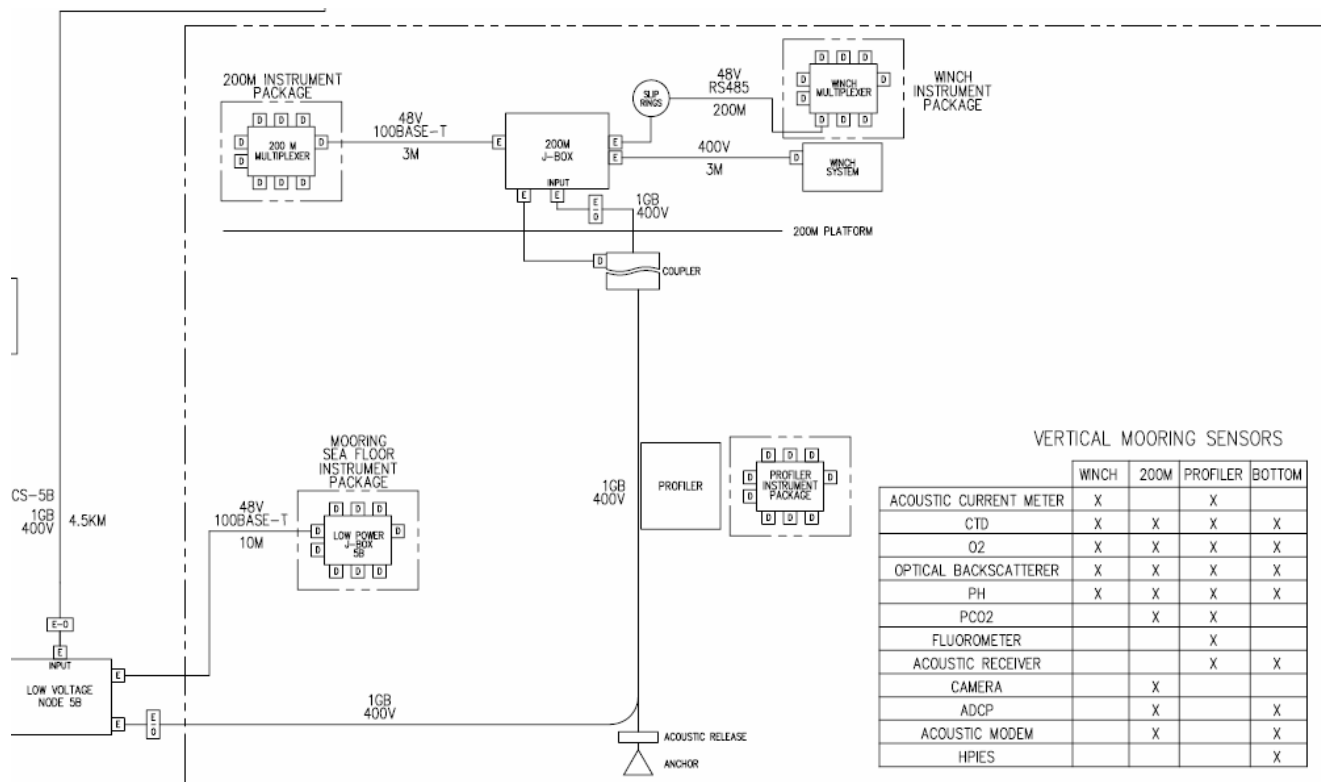 200M INSTRUMENT
PACKAGE
D D D
D D
D
200 M
MULTIPLEXER
D D D
48V
100BASE-T
3M
E
200M
J-BOX
INPUT
E
E
E E
SLIP
RINGS
48V
RS485
200M
D D D
D D
D
WINCH
MULTIPLEXER
D D D
WINCH
INSTRUMENT
PACKAGE
400V
3M
D
WINCH
SYSTEM
E
O
1GB
400V
200M PLATFORM
D
COUPLER
MOORING
SEA FLOOR
INSTRUMENT
PACKAGE
48V
100BASE-T
10M
D D D
D D
D
LOW POWER
J-BOX
5B
D D D
1GB
400V
PROFILER
D D D
D D
D
PROFILER
INSTRUMENT
PACKAGE
D D D
CS-5B
1GB
400V
4.5KM
E-O
E
INPUT
LOW VOLTAGE
NODE 5B
E
E
E
O
1GB
400V
ACOUSTIC RELEASE
ANCHOR
VERTICAL MOORING SENSORS
WINCH 200M PROFILER BOTTOM
ACOUSTIC CURRENT METER X X
CTD X X X X
O2 X X X X
OPTICAL BACKSCATTERER X X X X
PH X X X X
PCO2 X X
FLUOROMETER X
ACOUSTIC RECEIVER X X
CAMERA X
ADCP X X
ACOUSTIC MODEM X X
HPIES X